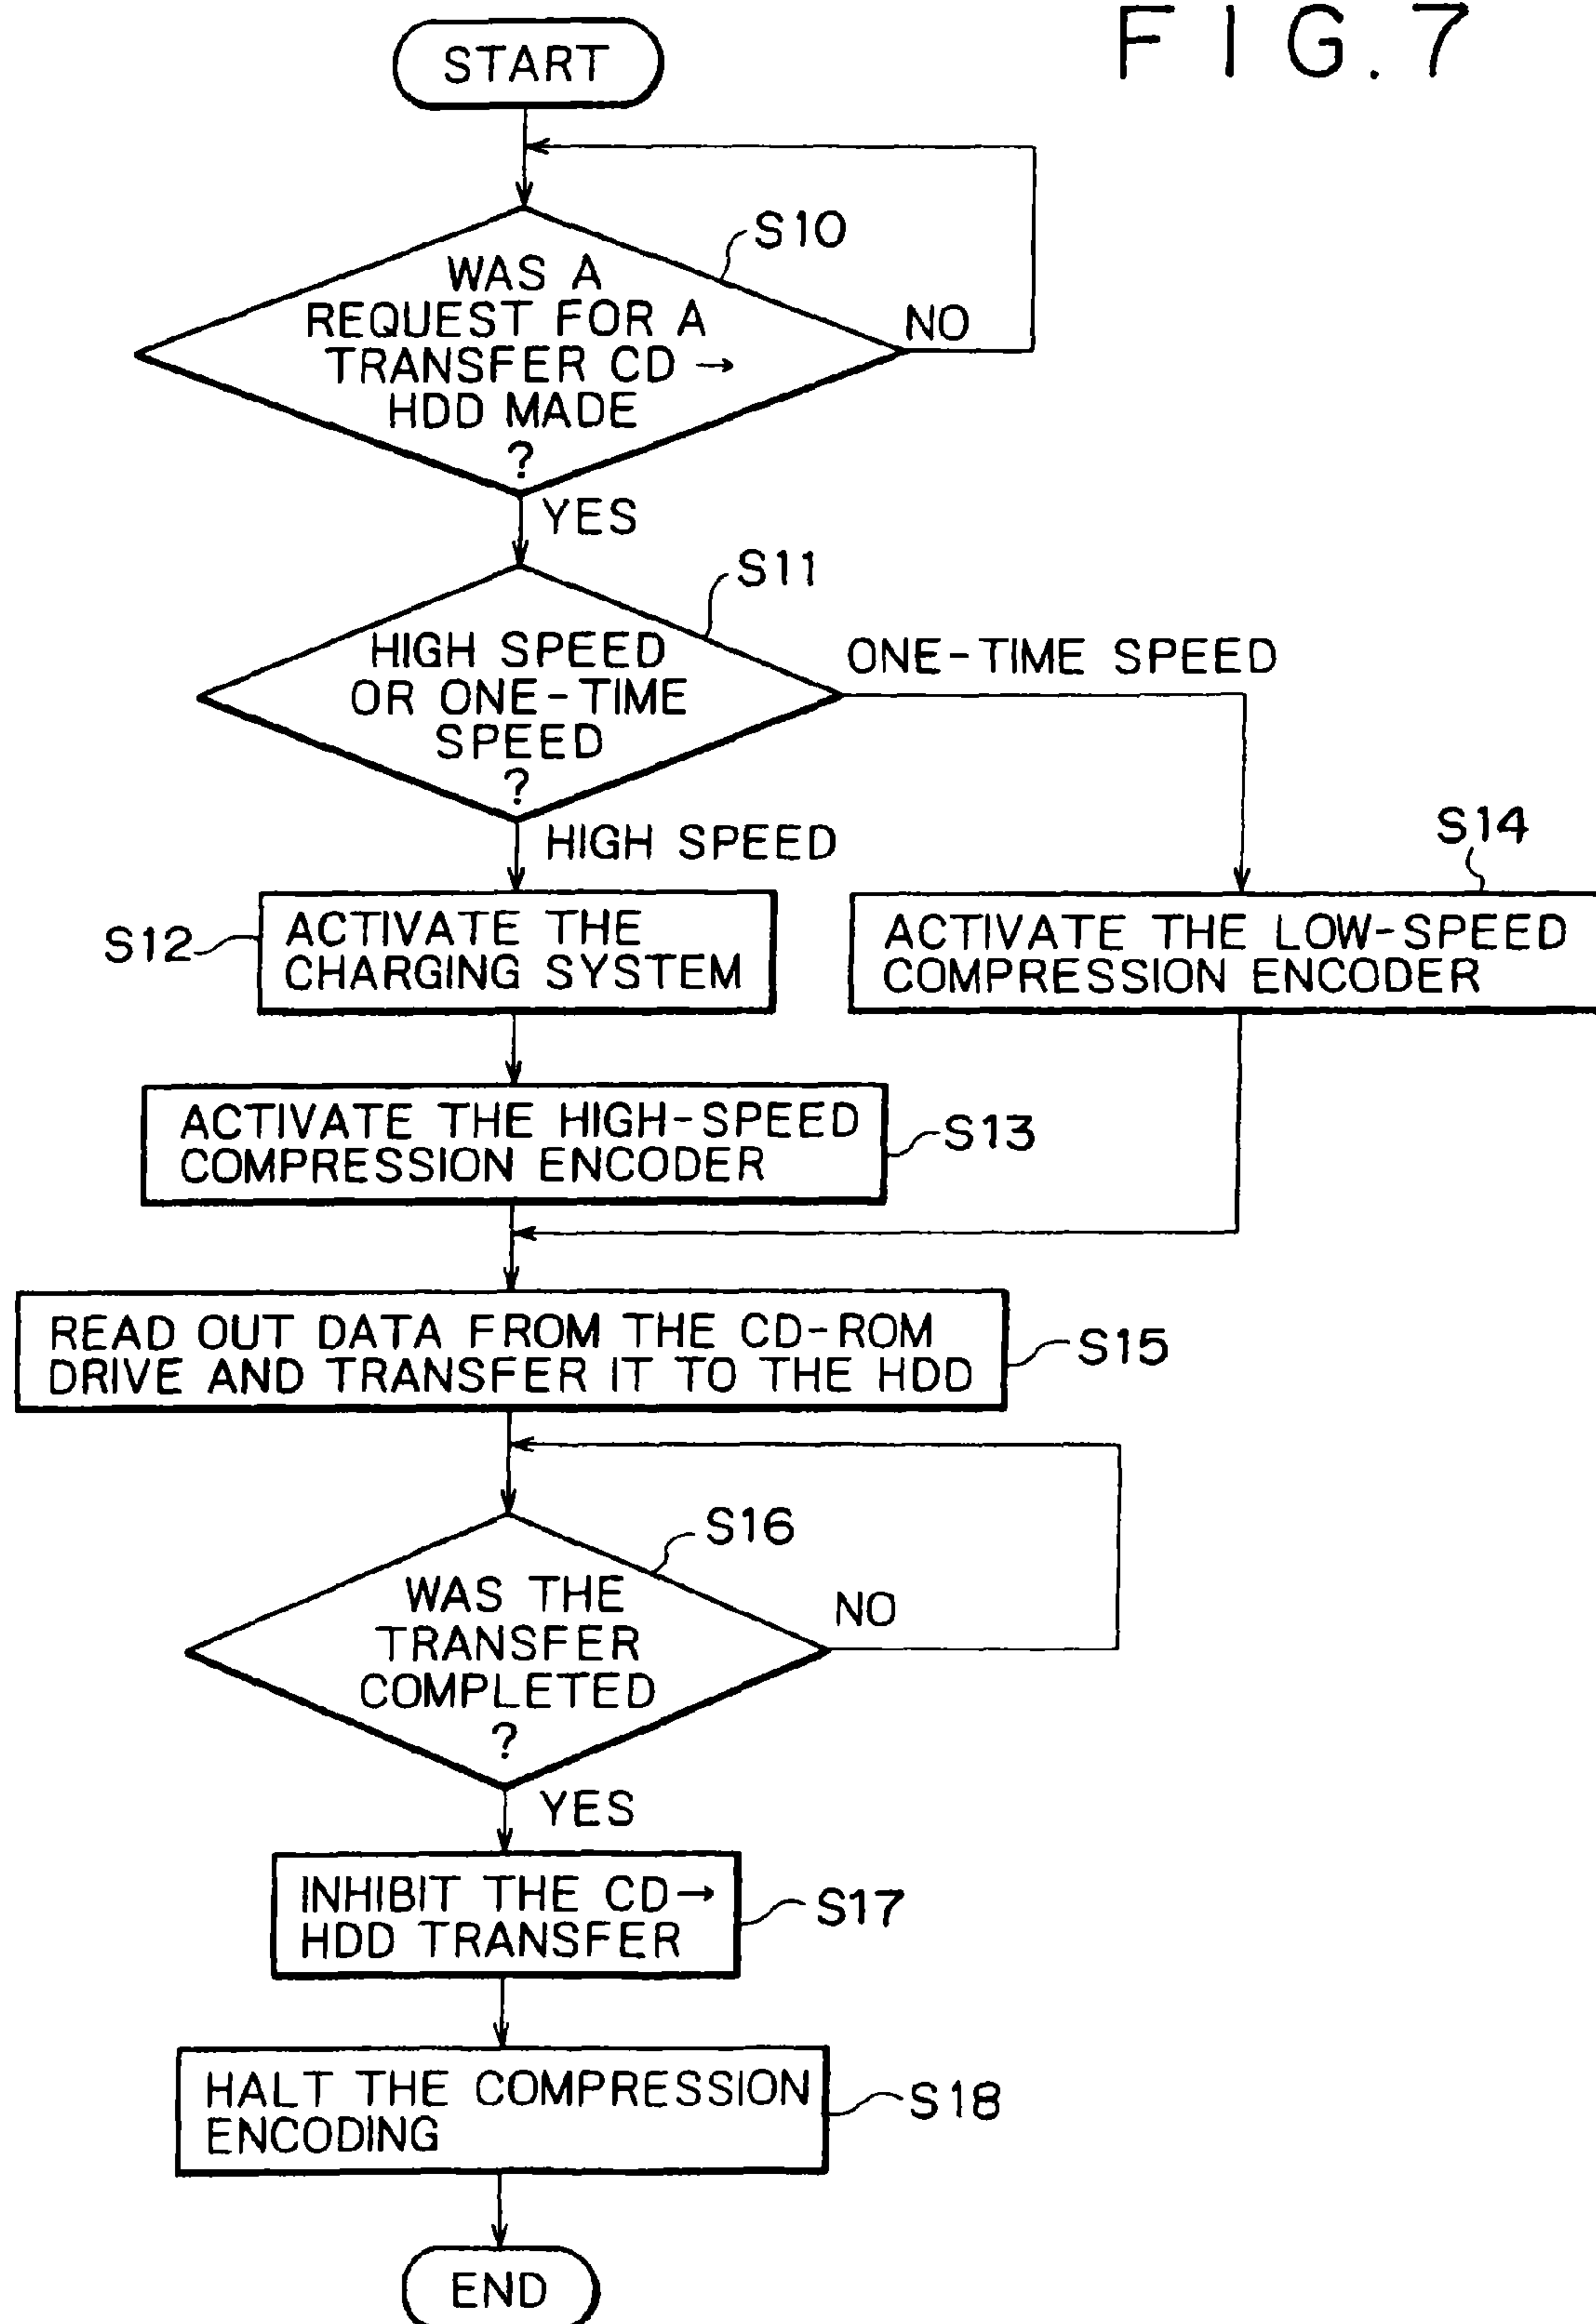 FIG. 7
START
S10
WAS A
REQUEST FOR A
TRANSFER CD →
HDD MADE
?
NO
YES
S11
HIGH SPEED
OR ONE-TIME
SPEED
?
ONE-TIME SPEED
HIGH SPEED
S12
ACTIVATE THE
CHARGING SYSTEM
S14
ACTIVATE THE LOW-SPEED
COMPRESSION ENCODER
ACTIVATE THE HIGH-SPEED
COMPRESSION ENCODER
S13
READ OUT DATA FROM THE CD-ROM
DRIVE AND TRANSFER IT TO THE HDD
S15
S16
WAS THE
TRANSFER
COMPLETED
?
NO
YES
INHIBIT THE CD→
HDD TRANSFER
S17
HALT THE COMPRESSION
ENCODING
S18
END